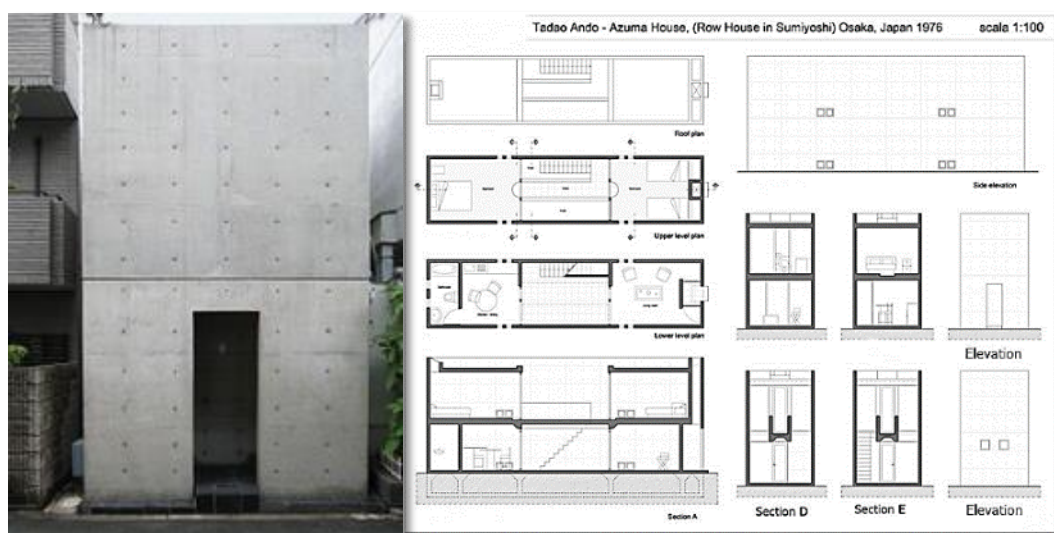 Tadao Ando - Azuma House, (Row House in Sumiyoshi) Osaka, Japan 1976 scala 1:100
Roof plan
Side elevation
Upper level plan
Lower level plan
Elevation
Section A
Section D
Section E
Elevation